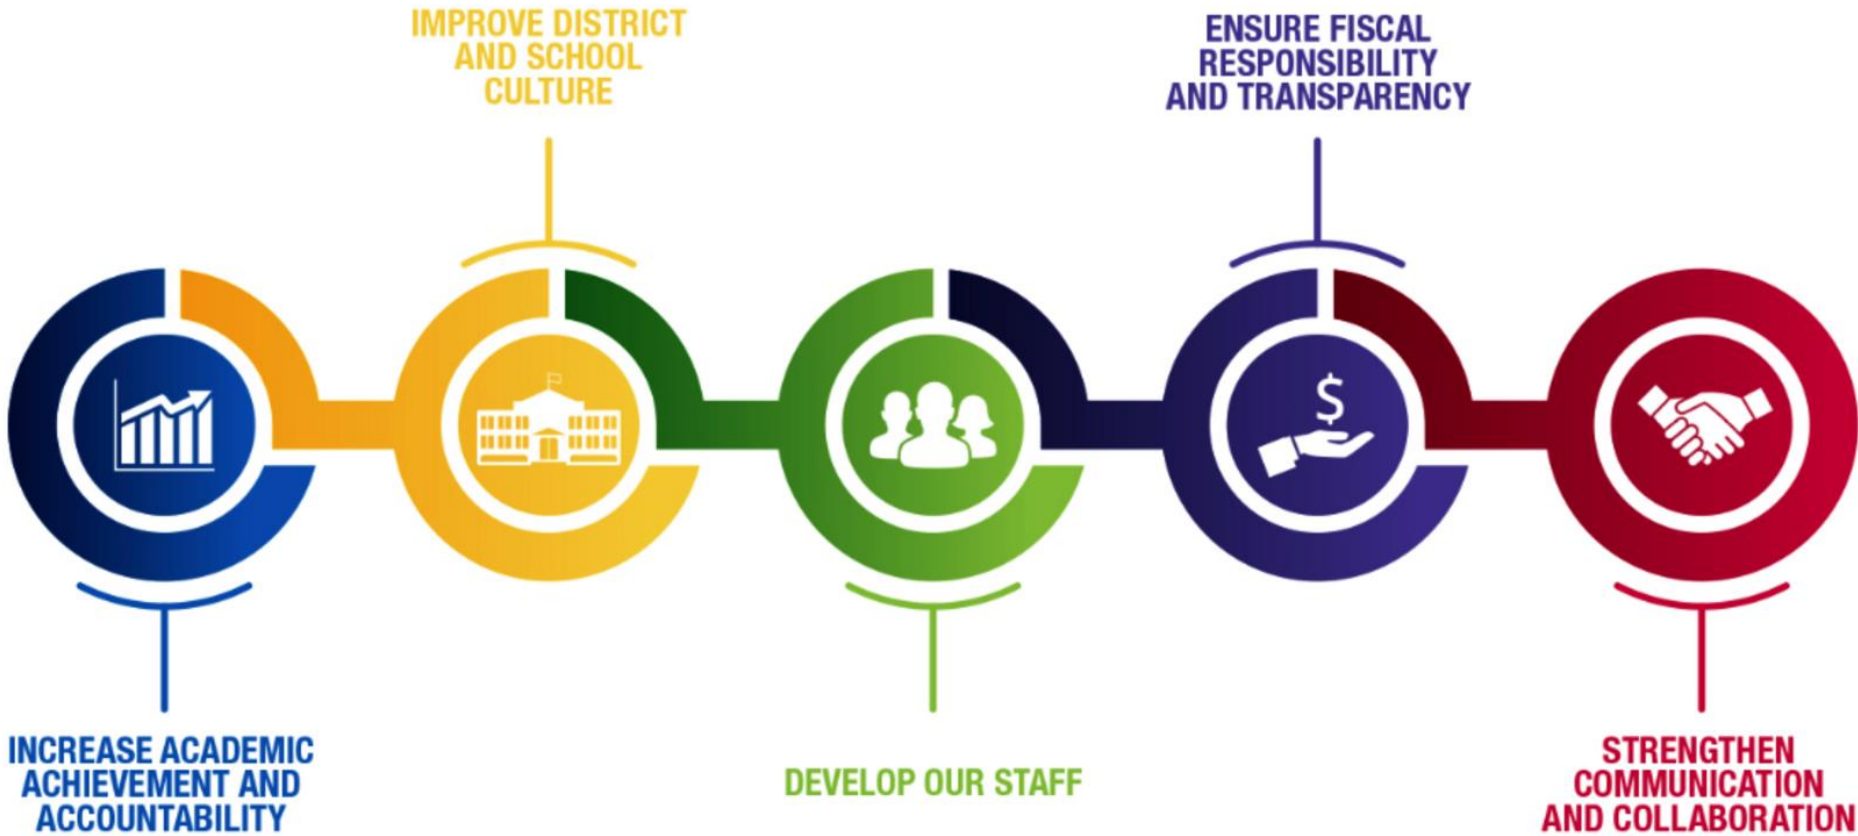 IMPROVE DISTRICT
AND SCHOOL
CULTURE
ENSURE FISCAL
RESPONSIBILITY
AND TRANSPARENCY
$
INCREASE ACADEMIC
ACHIEVEMENT AND
ACCOUNTABILITY
DEVELOP OUR STAFF
STRENGTHEN
COMMUNICATION
AND COLLABORATION